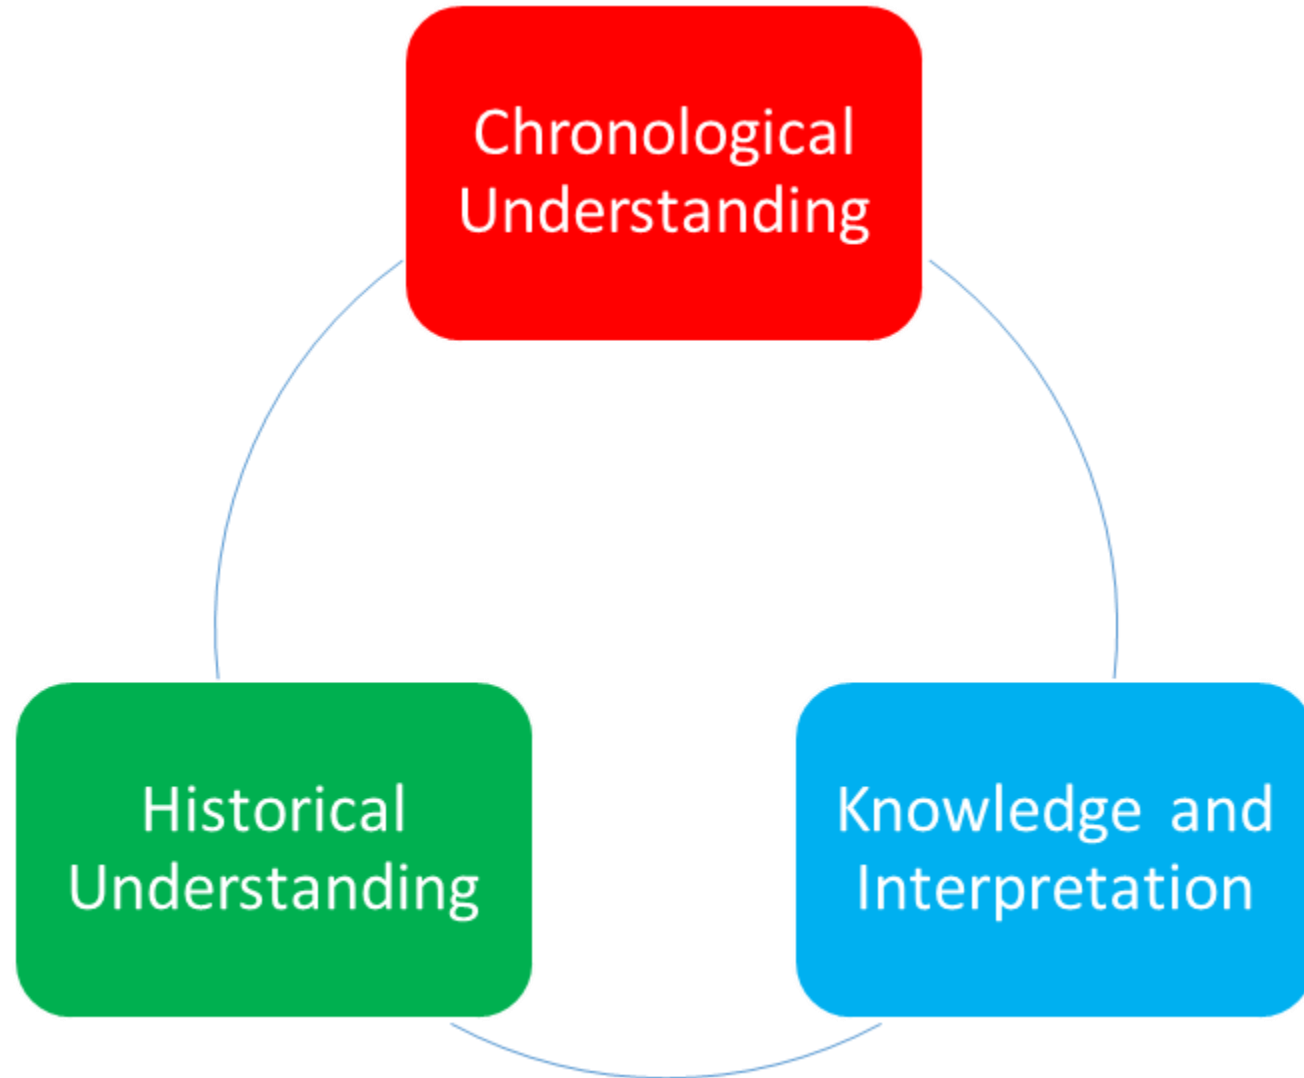 Chronological
Understanding
Historical
Understanding
Knowledge and
Interpretation